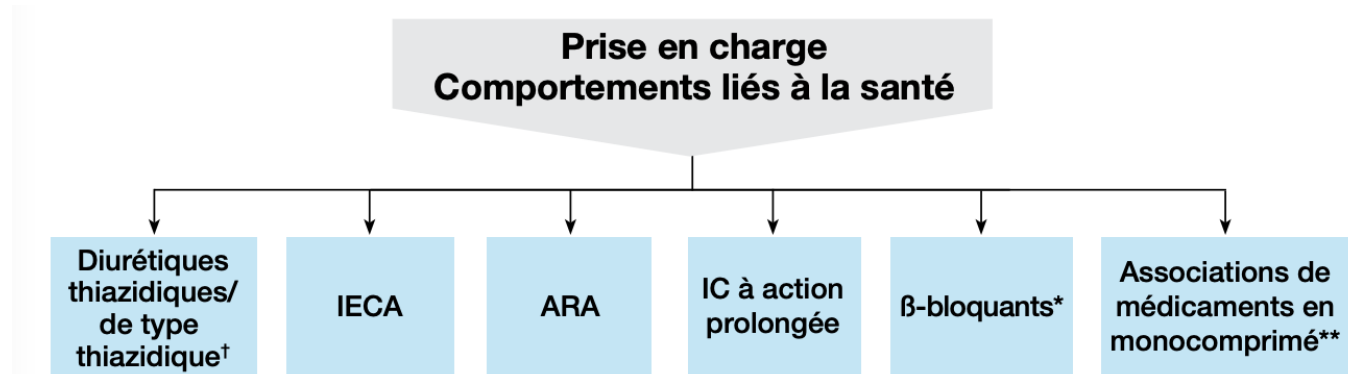 Prise en charge
Comportements liés à la santé
Diurétiques
thiazidiques/
de type
thiazidique†
IECA
ARA
IC à action
prolongée
ß-bloquants*
Associations de
médicaments en
monocomprimé**